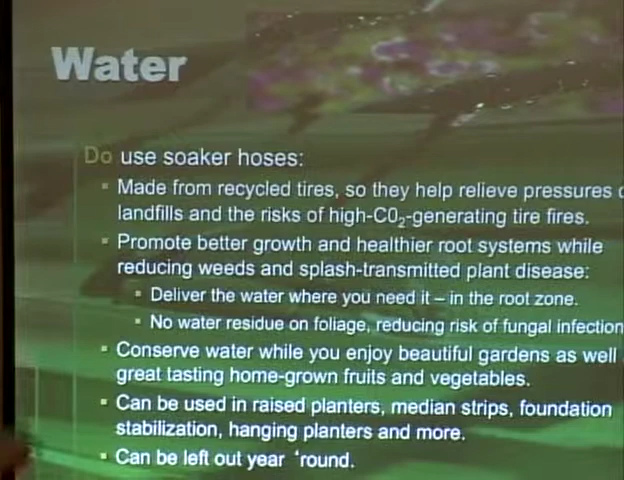 Water
Do use soaker hoses:
Made from recycled tires, so they help relieve pressures
landfills and the risks of high-C0₂-generating tire fires.
Promote better growth and healthier root systems while
reducing weeds and splash-transmitted plant disease:
Deliver the water where you need it – in the root zone.
No water residue on foliage, reducing risk of fungal infection
Conserve water while you enjoy beautiful gardens as well
great tasting home-grown fruits and vegetables.
Can be used in raised planters, median strips, foundation
stabilization, hanging planters and more.
Can be left out year ‘round.